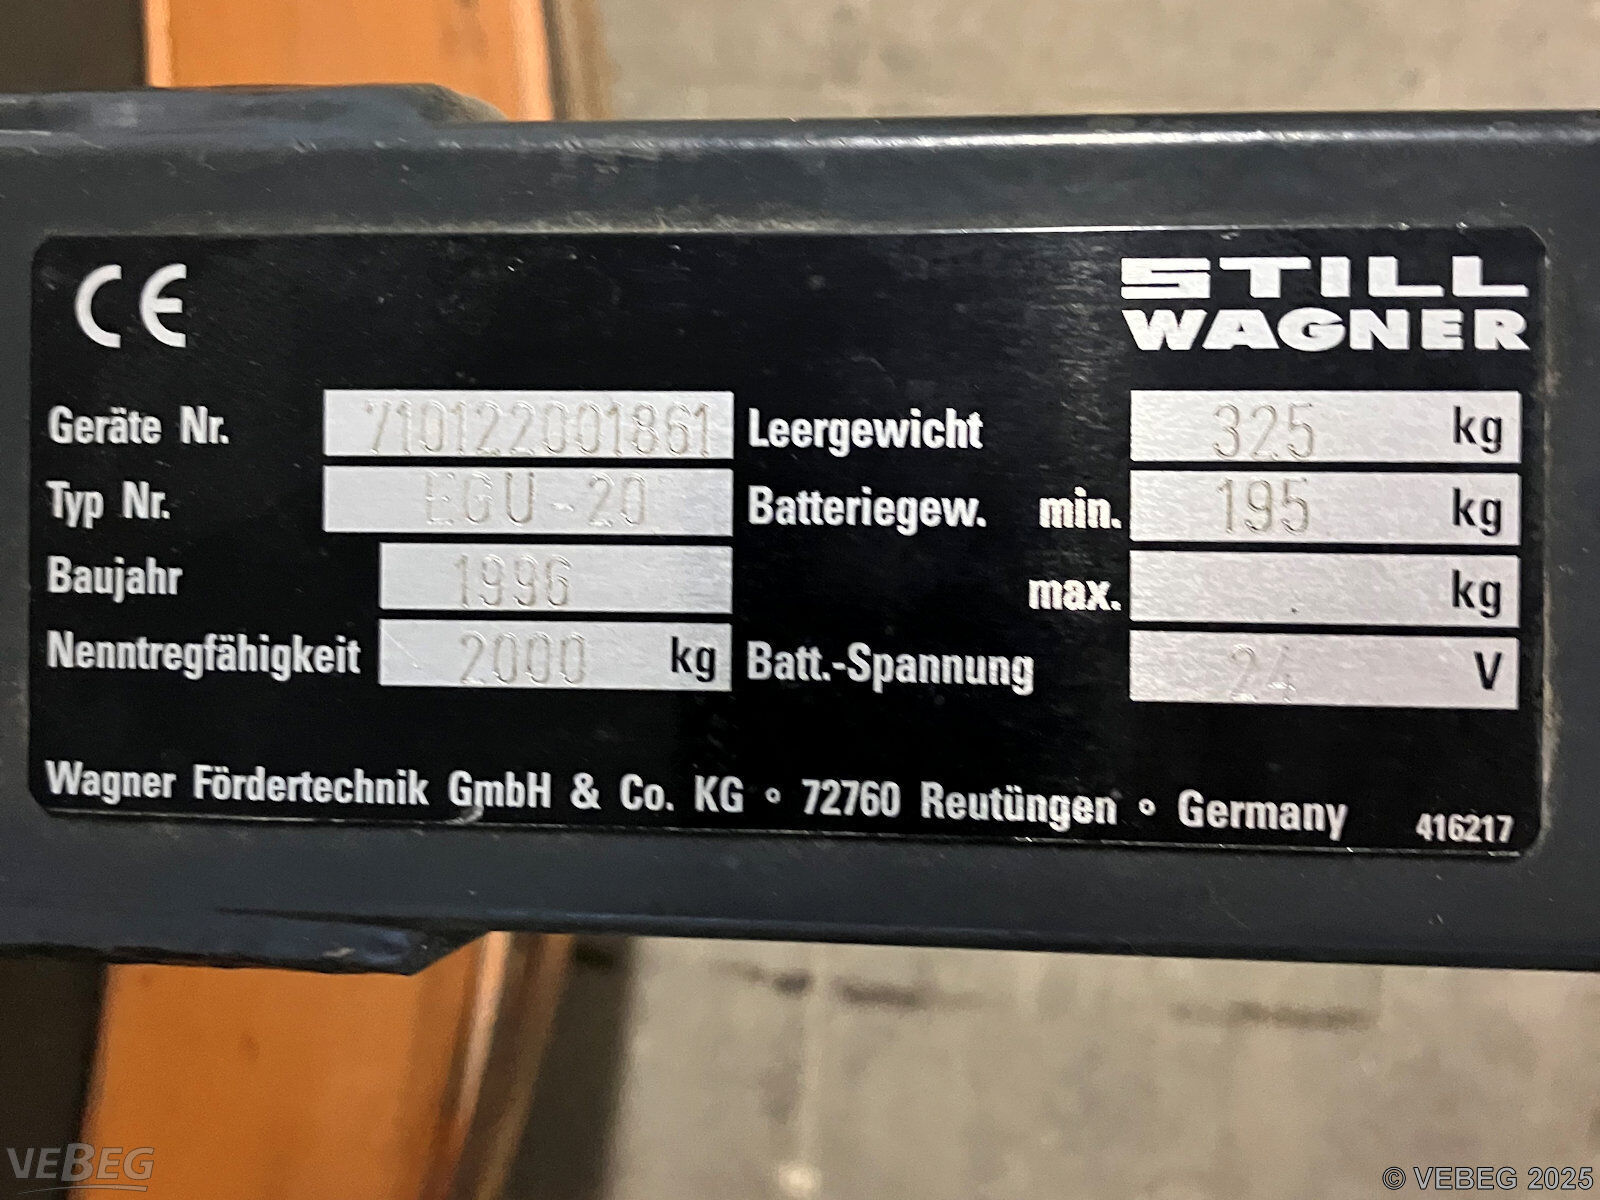 CE
STILL
WAGNER
Geräte Nr. 710122001861
Leergewicht 325 kg
Typ Nr. EGU-20
Batteriegew. min. 195 kg
Baujahr 1996
max. kg
Nenntregfähigkeit 2000 kg
Batt.-Spannung 24 V
Wagner Fördertechnik GmbH & Co. KG ∘ 72760 Reutüngen ∘ Germany
416217
VEBEG
© VEBEG 2025